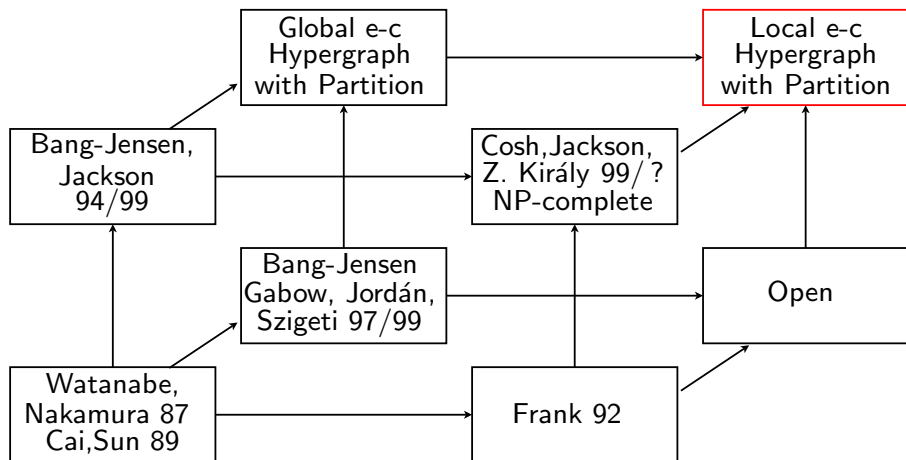 Global e-c
Hypergraph
with Partition
Local e-c
Hypergraph
with Partition
Bang-Jensen,
Jackson
94/99
Cosh,Jackson,
Z. Király 99/?
NP-complete
Bang-Jensen
Gabow, Jordán,
Szigeti 97/99
Open
Watanabe,
Nakamura 87
Cai,Sun 89
Frank 92